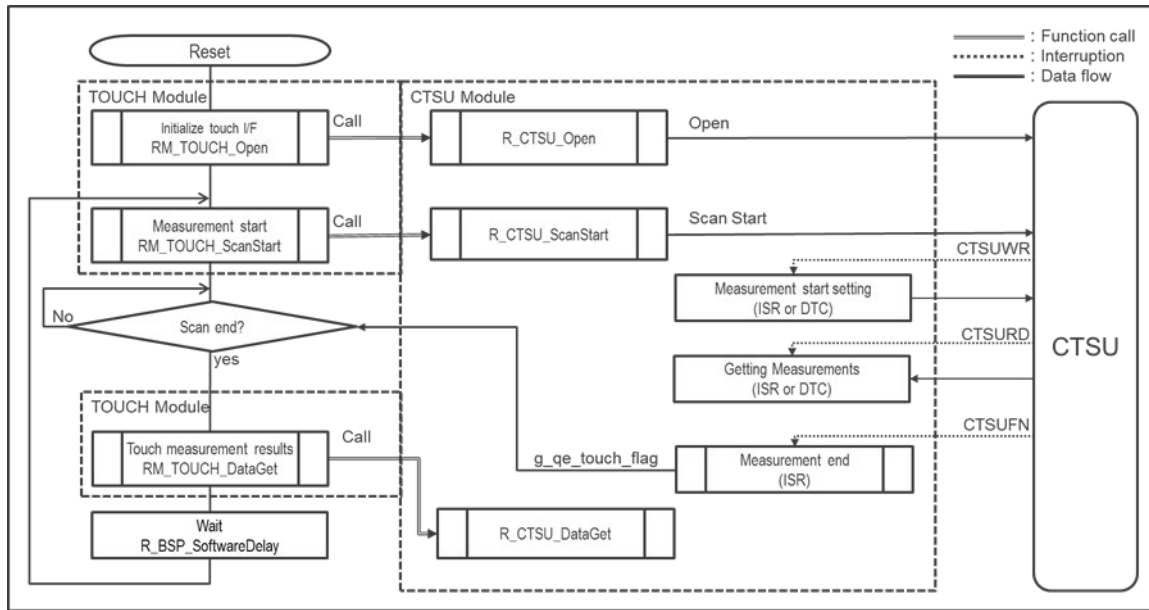 Reset
: Function call
: Interruption
: Data flow
TOUCH Module
CTSU Module
Initialize touch I/F
RM_TOUCH_Open
Call
R_CTSU_Open
Open
Measurement start
RM_TOUCH_ScanStart
Call
R_CTSU_ScanStart
Scan Start
CTSUWR
Measurement start setting
(ISR or DTC)
No
Scan end?
yes
CTSURD
Getting Measurements
(ISR or DTC)
CTSU
TOUCH Module
Touch measurement results
RM_TOUCH_DataGet
Call
CTSUFN
g_qe_touch_flag
Measurement end
(ISR)
Wait
R_BSP_SoftwareDelay
R_CTSU_DataGet